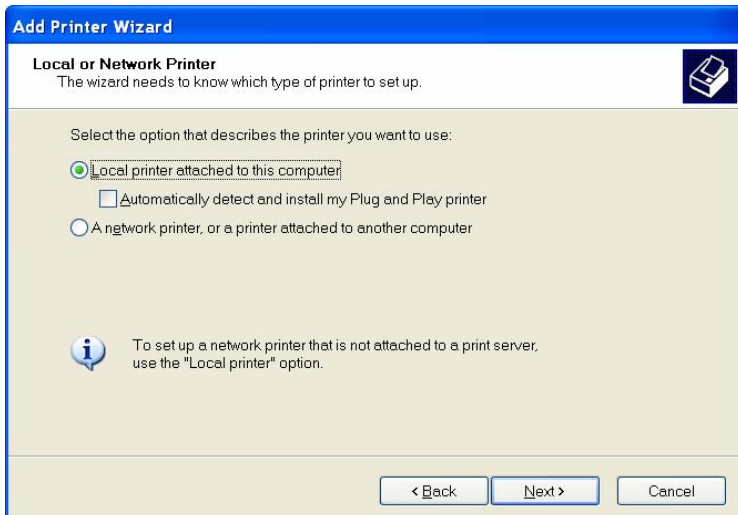 Add Printer Wizard
Local or Network Printer
The wizard needs to know which type of printer to set up.
Select the option that describes the printer you want to use:
Local printer attached to this computer
Automatically detect and install my Plug and Play printer
A network printer, or a printer attached to another computer
To set up a network printer that is not attached to a print server,
use the "Local printer" option.
< Back
Next >
Cancel